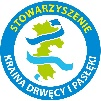 STOWARZYSZENIE
KRAINA DRWĘCY I PASŁĘKI